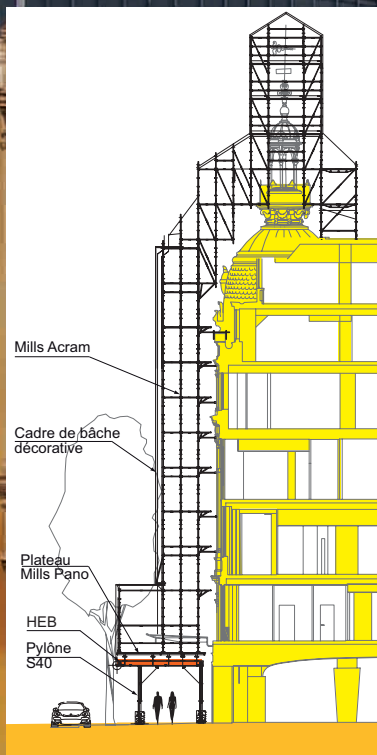 Mills Acram
Cadre de bâche
décorative
Plateau
Mills Pano
HEB
Pylône
S40